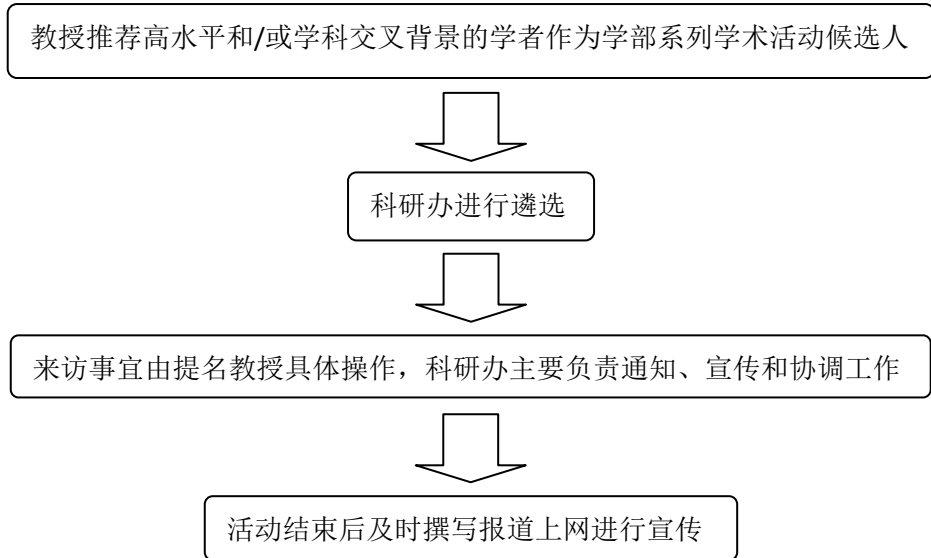 教授推荐高水平和/或学科交叉背景的学者作为学部系列学术活动候选人
科研办进行遴选
来访事宜由提名教授具体操作，科研办主要负责通知、宣传和协调工作
活动结束后及时撰写报道上网进行宣传